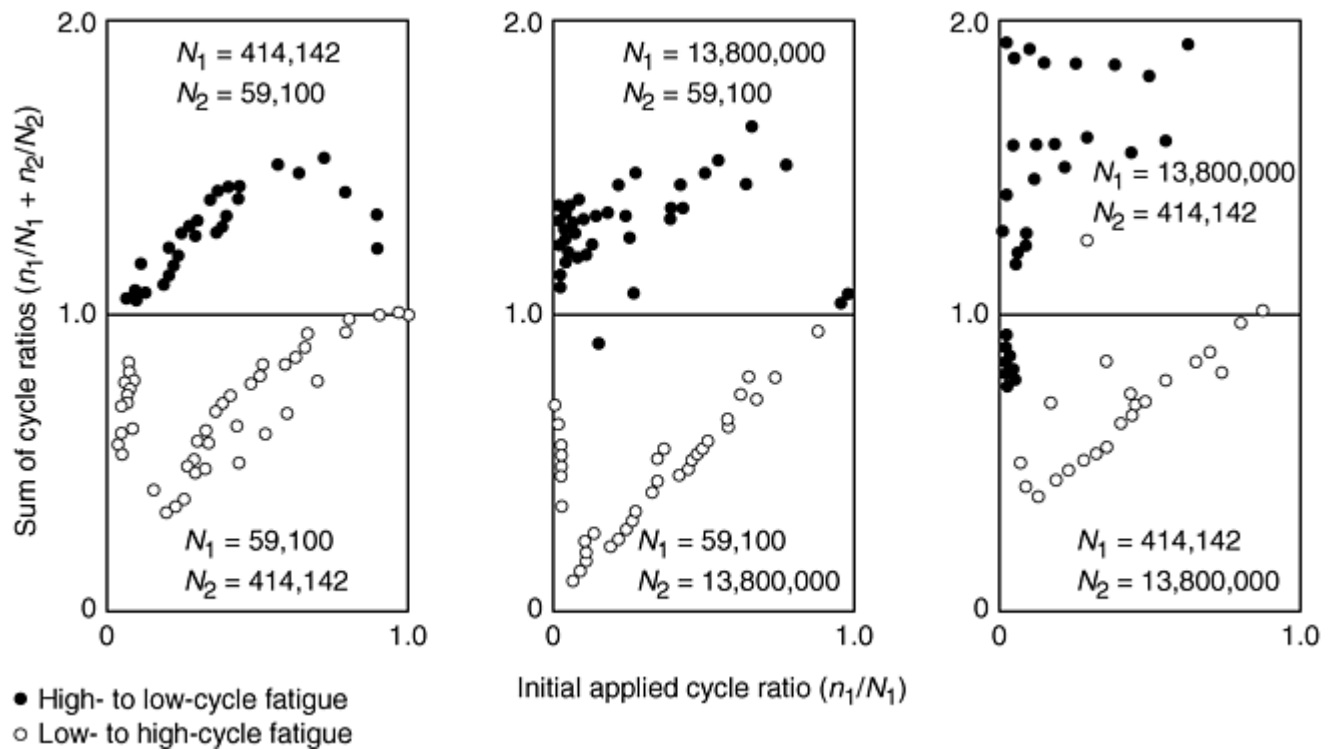 Sum of cycle ratios (n1/N1 + n2/N2)
2.0
1.0
0
N1 = 414,142
N2 = 59,100
N1 = 59,100
N2 = 414,142
0
1.0
2.0
1.0
0
N1 = 13,800,000
N2 = 59,100
N1 = 59,100
N2 = 13,800,000
0
1.0
2.0
1.0
0
N1 = 13,800,000
N2 = 414,142
N1 = 414,142
N2 = 13,800,000
0
1.0
Initial applied cycle ratio (n1/N1)
High- to low-cycle fatigue
Low- to high-cycle fatigue